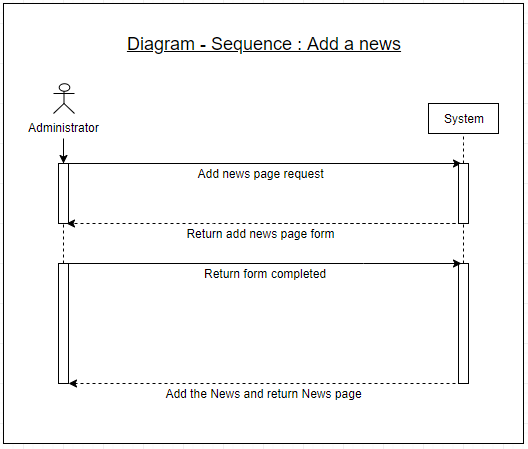 Diagram - Sequence : Add a news
Administrator
System
Add news page request
Return add news page form
Return form completed
Add the News and return News page